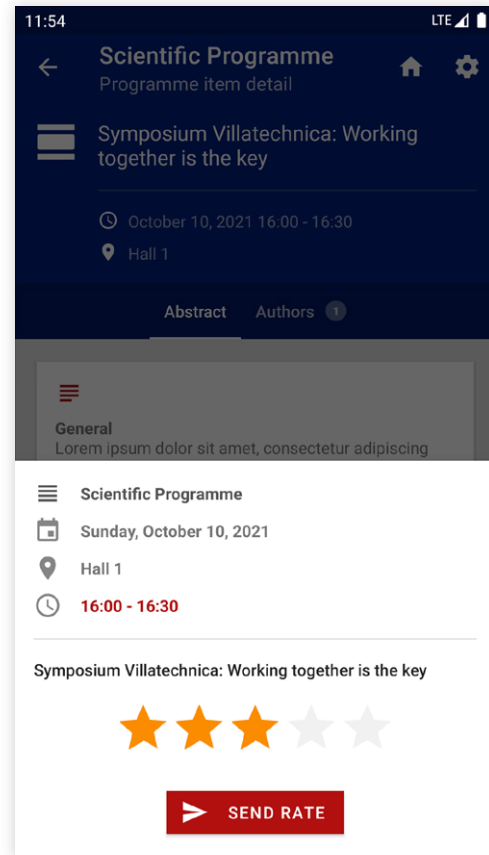 11:54 LTE
Scientific Programme
Programme item detail
Symposium Villatechnica: Working
together is the key
October 10, 2021 16:00 - 16:30
Hall 1
Abstract Authors 1
General
Lorem ipsum dolor sit amet, consectetur adipiscing
Scientific Programme
Sunday, October 10, 2021
Hall 1
16:00 - 16:30
Symposium Villatechnica: Working together is the key
SEND RATE